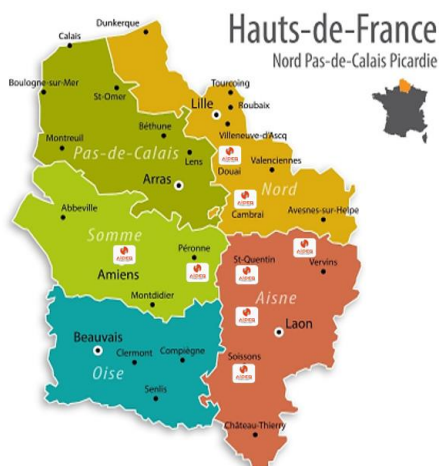 Hauts-de-France
Nord Pas-de-Calais Picardie
Dunkerque
Calais
Boulogne-sur-Mer
St-Omer
Tourcoing
Lille
Roubaix
Villeneuve-d'Ascq
Béthune
Montreuil
Pas-de-Calais
Lens
Douai
Valenciennes
Arras
Nord
Cambrai
Avesnes-sur-Helpe
Abbeville
Somme
Péronne
St-Quentin
Vervins
Amiens
Aisne
Montdidier
Laon
Beauvais
Clermont
Compiègne
Soissons
Oise
Senlis
Château-Thierry